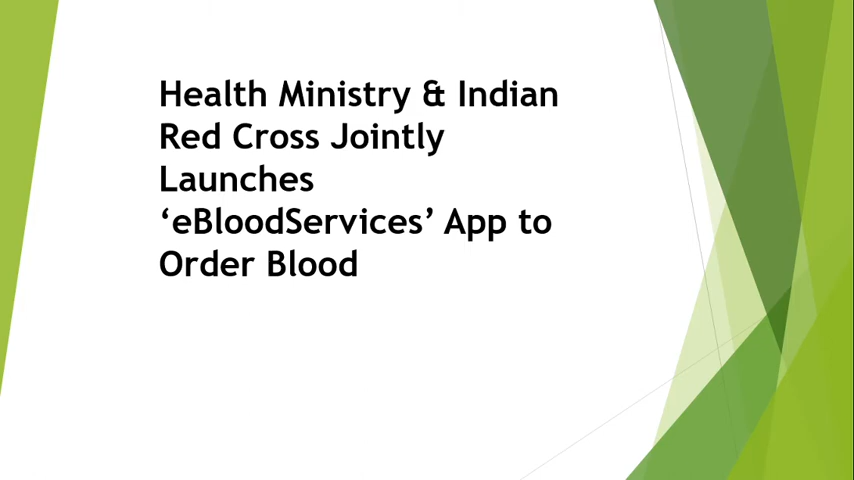 Health Ministry & Indian
Red Cross Jointly
Launches
‘eBloodServices’ App to
Order Blood